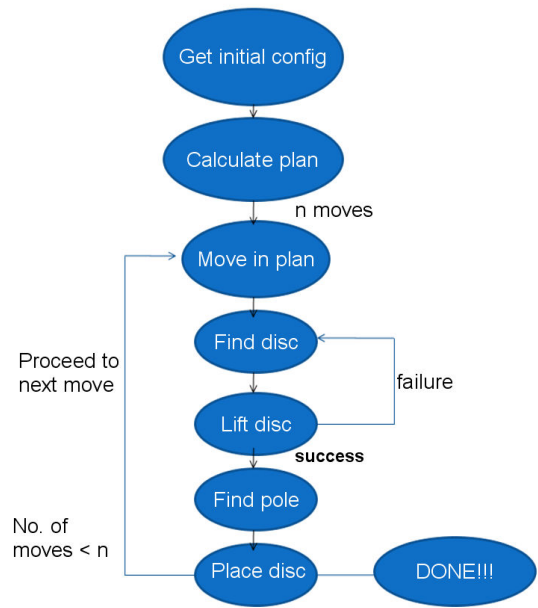 Get initial config
Calculate plan
n moves
Move in plan
Find disc
Proceed to
next move
failure
Lift disc
success
Find pole
No. of
moves < n
Place disc
DONE!!!